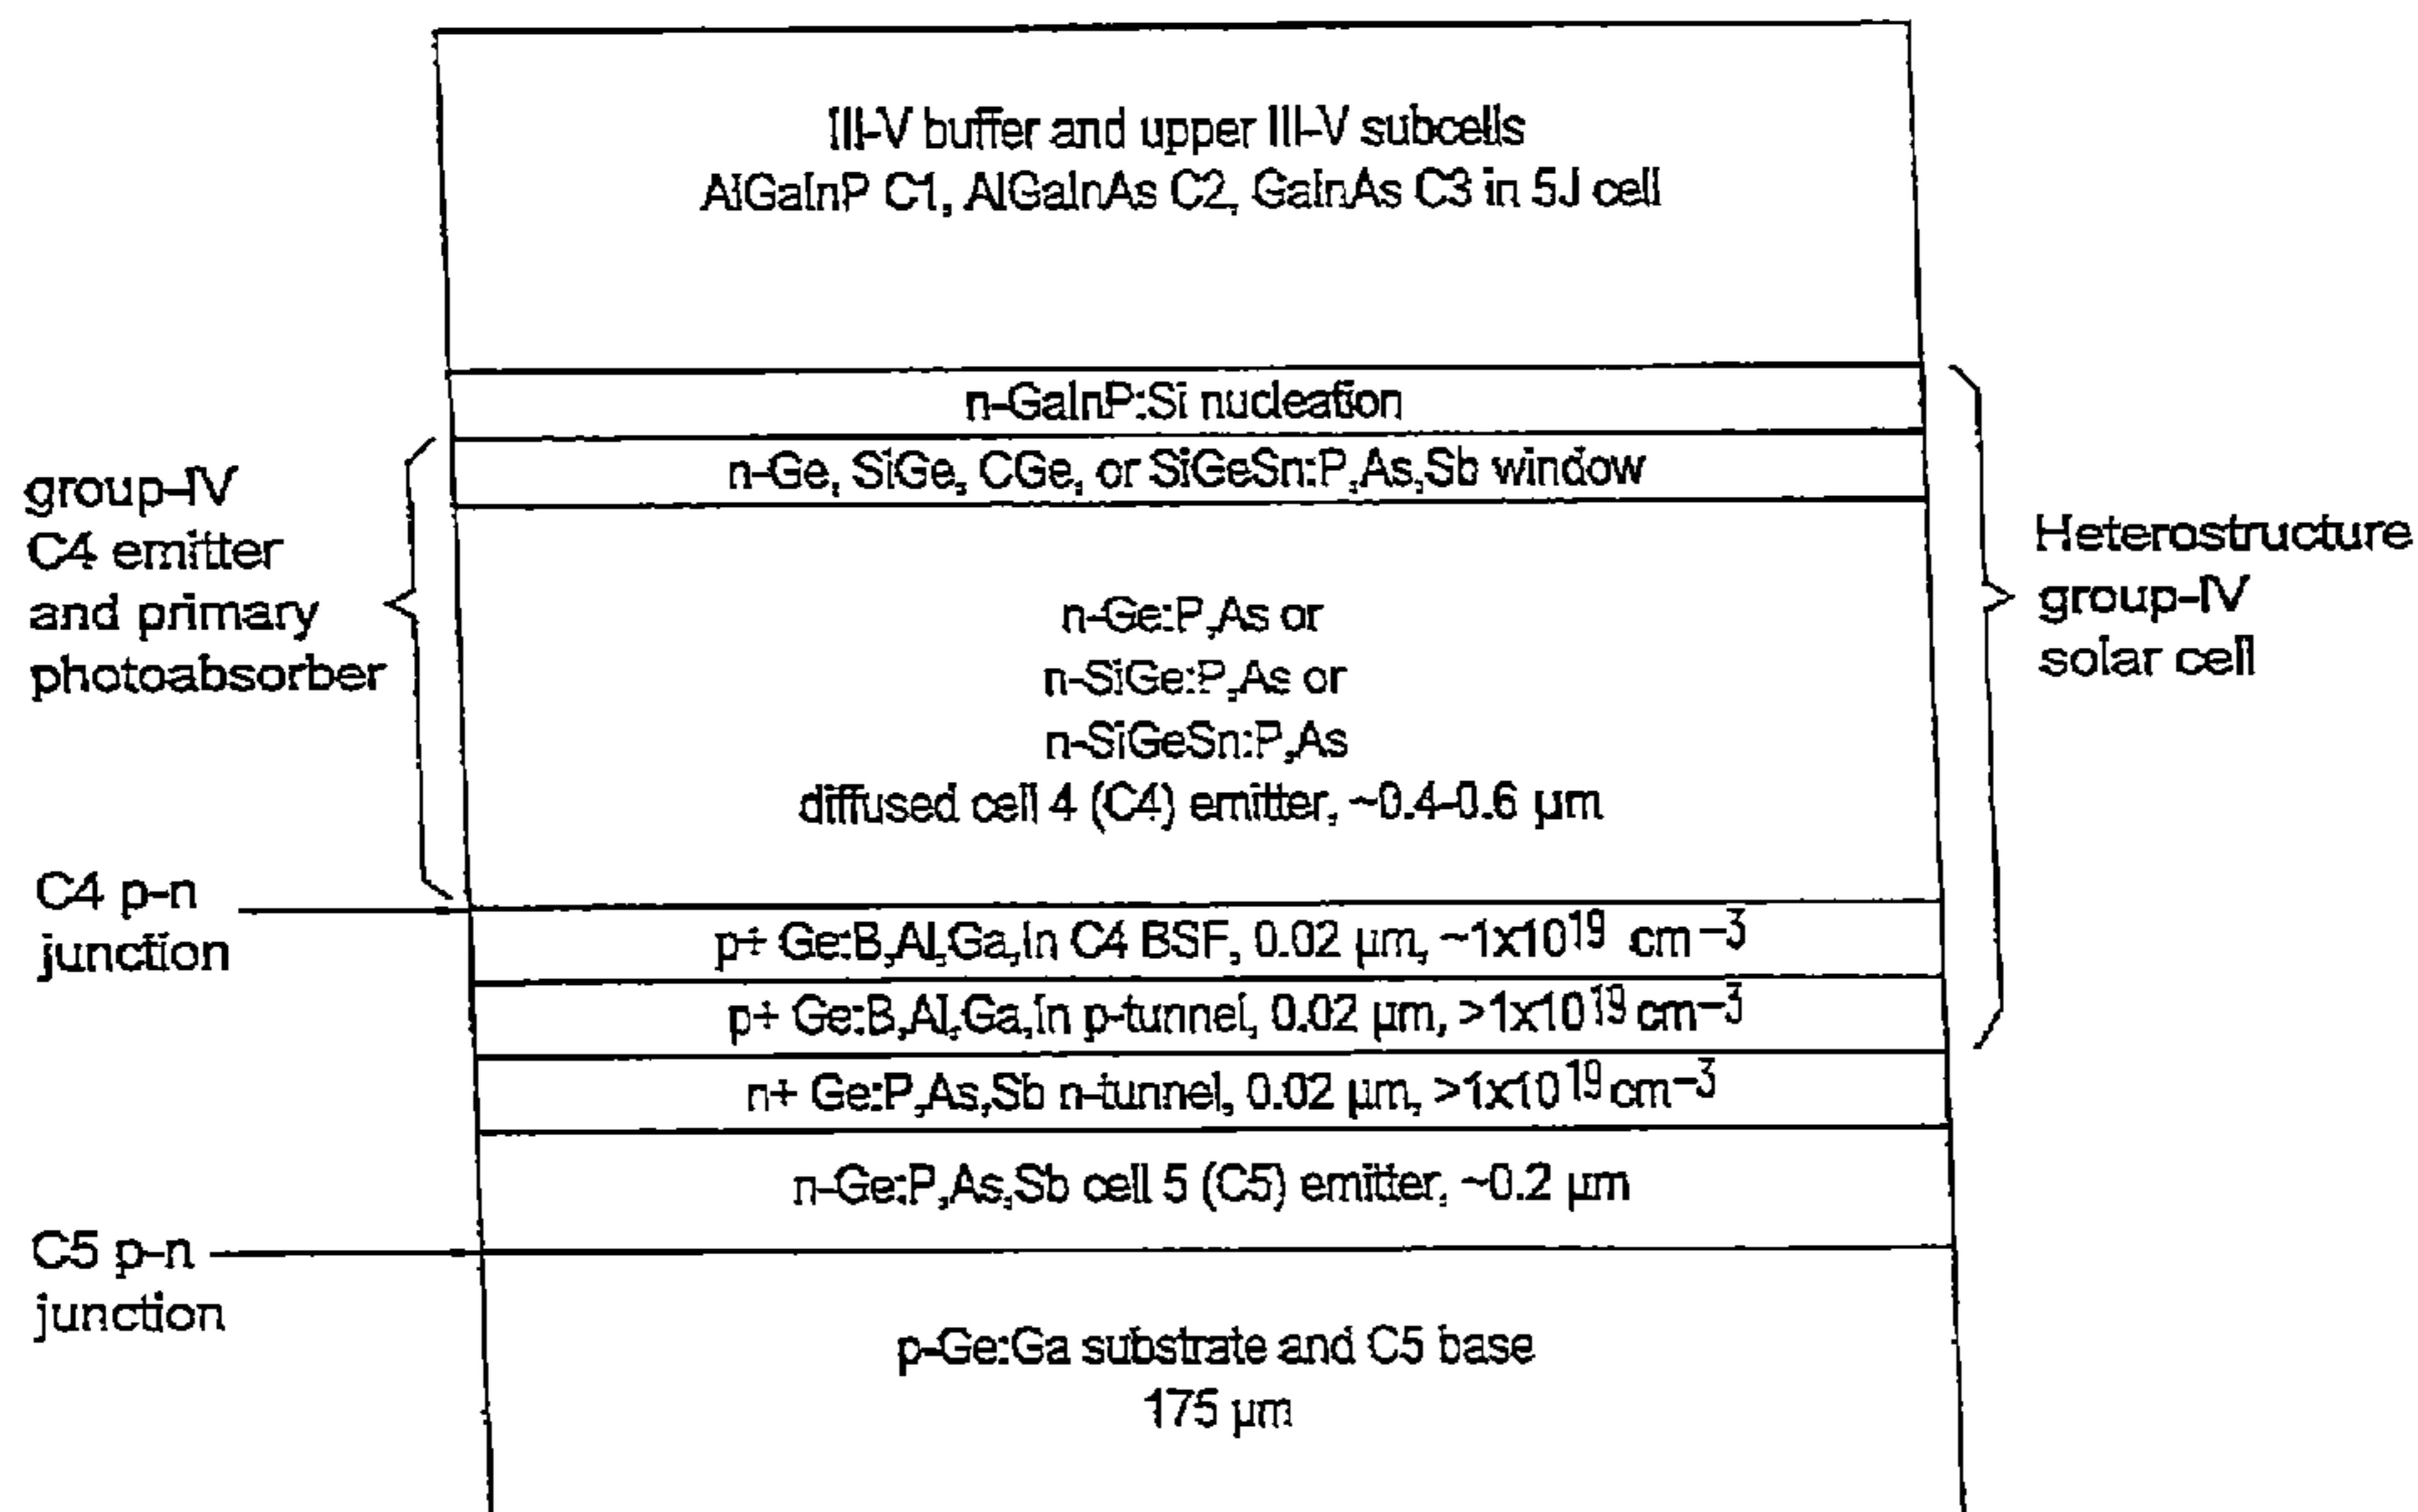 III-V buffer and upper III-V subcells
AlGaInP C1, AlGaInAs C2, GaInAs C3 in 5J cell
n-GaInP:Si nucleation
n-Ge, SiGe, CGe, or SiGeSn:P,As,Sb window
group-IV
C4 emitter
and primary
photoabsorber
n-Ge:P,As or
n-SiGe:P,As or
n-SiGeSn:P,As
diffused cell 4 (C4) emitter, ~0.4-0.6 µm
Heterostructure
group-IV
solar cell
C4 p-n
junction
p+ Ge:B,Al,Ga,In C4 BSF, 0.02 µm, ~1x10¹⁹ cm⁻³
p+ Ge:B,Al,Ga,In p-tunnel, 0.02 µm, >1x10¹⁹ cm⁻³
n+ Ge:P,As,Sb n-tunnel, 0.02 µm, >1x10¹⁹ cm⁻³
n-Ge:P,As,Sb cell 5 (C5) emitter, ~0.2 µm
C5 p-n
junction
p-Ge:Ga substrate and C5 base
175 µm